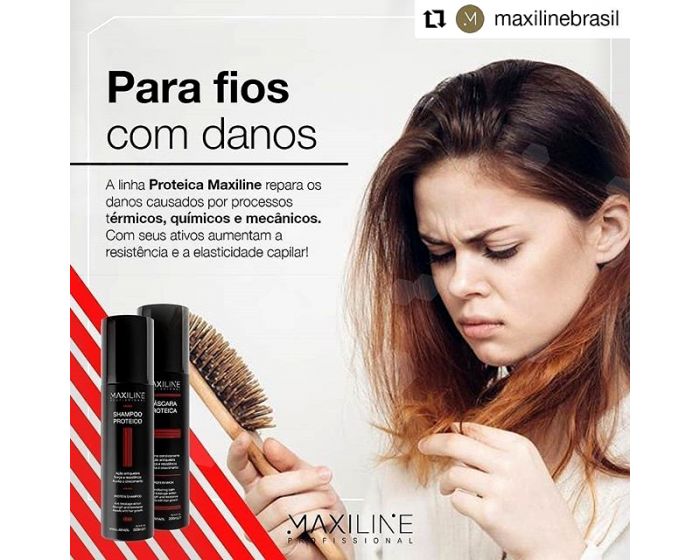 maxilinebrasil
Para fios
com danos
A linha Proteica Maxiline repara os
danos causados por processos
térmicos, químicos e mecânicos.
Com seus ativos aumentam a
resistência e a elasticidade capilar!
MAXILINE
PROFISSIONAL
SHAMPOO
PROTEICO
MAXILINE
MÁSCARA
PROTEICA
MAXILINE
PROFISSIONAL